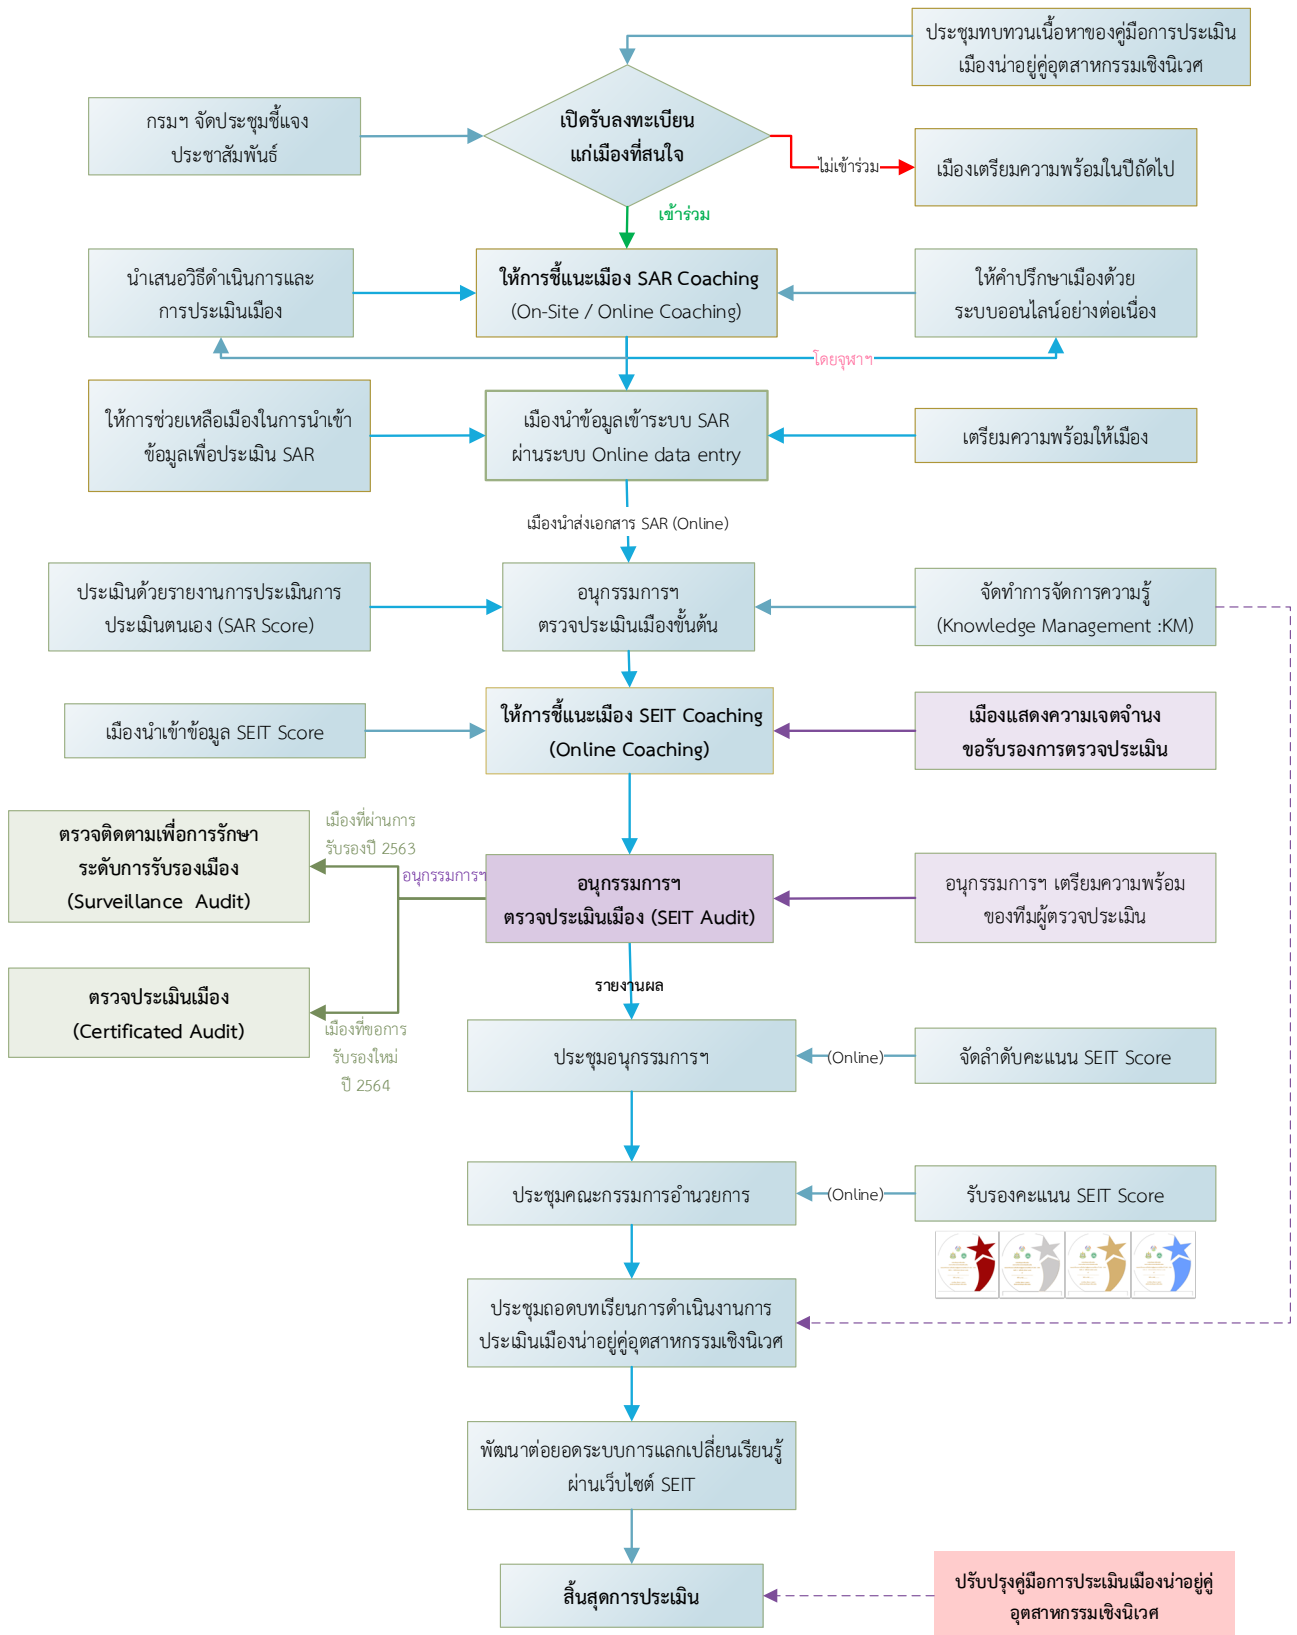 ประชุมทบทวนเนื้อหาของคู่มือการประเมิน
เมืองน่าอยู่คู่อุตสาหกรรมเชิงนิเวศ
กรมฯ จัดประชุมชี้แจง
ประชาสัมพันธ์
เปิดรับลงทะเบียน
แก่เมืองที่สนใจ
ไม่เข้าร่วม
เมืองเตรียมความพร้อมในปีถัดไป
เข้าร่วม
นำเสนอวิธีดำเนินการและ
การประเมินเมือง
ให้การชี้แนะเมือง SAR Coaching
(On-Site / Online Coaching)
ให้คำปรึกษาเมืองด้วย
ระบบออนไลน์อย่างต่อเนื่อง
โดยจุฬาฯ
ให้การช่วยเหลือเมืองในการนำเข้า
ข้อมูลเพื่อประเมิน SAR
เมืองนำข้อมูลเข้าระบบ SAR
ผ่านระบบ Online data entry
เตรียมความพร้อมให้เมือง
เมืองนำส่งเอกสาร SAR (Online)
ประเมินด้วยรายงานการประเมินการ
ประเมินตนเอง (SAR Score)
อนุกรรมการฯ
ตรวจประเมินเมืองขั้นต้น
จัดทำการจัดการความรู้
(Knowledge Management :KM)
เมืองนำเข้าข้อมูล SEIT Score
ให้การชี้แนะเมือง SEIT Coaching
(Online Coaching)
เมืองแสดงความเจตจำนง
ขอรับรองการตรวจประเมิน
ตรวจติดตามเพื่อการรักษา
ระดับการรับรองเมือง
(Surveillance Audit)
เมืองที่ผ่านการ
รับรองปี 2563
อนุกรรมการฯ
อนุกรรมการฯ
ตรวจประเมินเมือง (SEIT Audit)
อนุกรรมการฯ เตรียมความพร้อม
ของทีมผู้ตรวจประเมิน
ตรวจประเมินเมือง
(Certificated Audit)
เมืองที่ขอการ
รับรองใหม่
ปี 2564
รายงานผล
ประชุมอนุกรรมการฯ
(Online)
จัดลำดับคะแนน SEIT Score
ประชุมคณะกรรมการอำนวยการ
(Online)
รับรองคะแนน SEIT Score
ประชุมถอดบทเรียนการดำเนินงานการ
ประเมินเมืองน่าอยู่คู่อุตสาหกรรมเชิงนิเวศ
พัฒนาต่อยอดระบบการแลกเปลี่ยนเรียนรู้
ผ่านเว็บไซต์ SEIT
สิ้นสุดการประเมิน
ปรับปรุงคู่มือการประเมินเมืองน่าอยู่คู่
อุตสาหกรรมเชิงนิเวศ